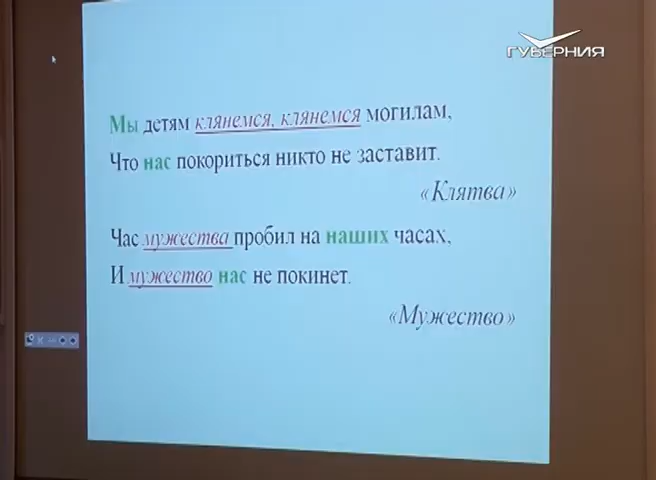 ГУБЕРНИЯ
Мы детям клянемся, клянемся могилам,
Что нас покориться никто не заставит.
«Клятва»
Час мужества пробил на наших часах,
И мужество нас не покинет.
«Мужество»